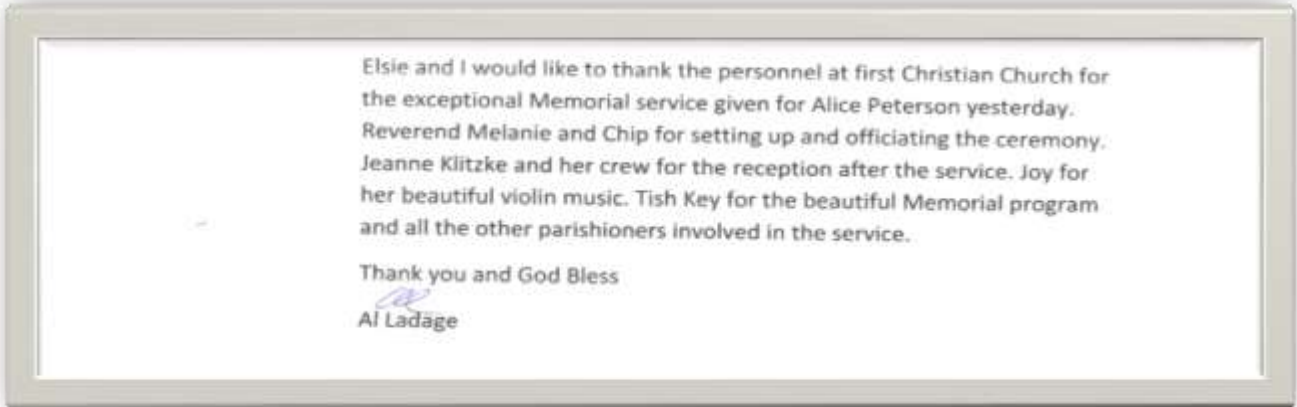 Elsie and I would like to thank the personnel at first Christian Church for
the exceptional Memorial service given for Alice Peterson yesterday.
Reverend Melanie and Chip for setting up and officiating the ceremony.
Jeanne Klitzke and her crew for the reception after the service. Joy for
her beautiful violin music. Tish Key for the beautiful Memorial program
and all the other parishioners involved in the service.
Thank you and God Bless
Al
Al Ladage